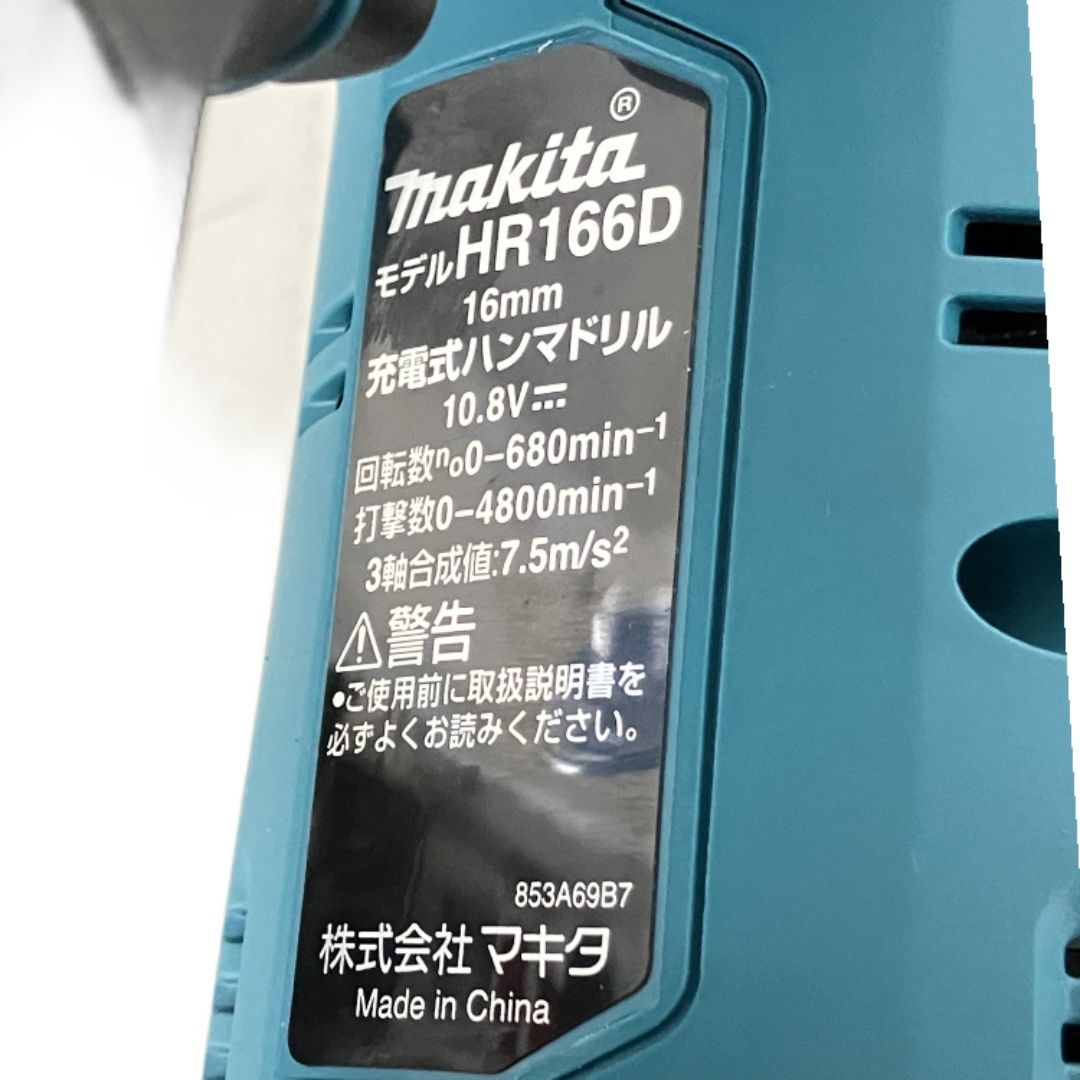 ®
makita
モデルHR166D
16mm
充電式ハンマドリル
10.8V⎓
回転数n₀0-680min⁻¹
打撃数0-4800min⁻¹
3軸合成値:7.5m/s²
⚠警告
●ご使用前に取扱説明書を
必ずよくお読みください。
853A69B7
株式会社マキタ
Made in China